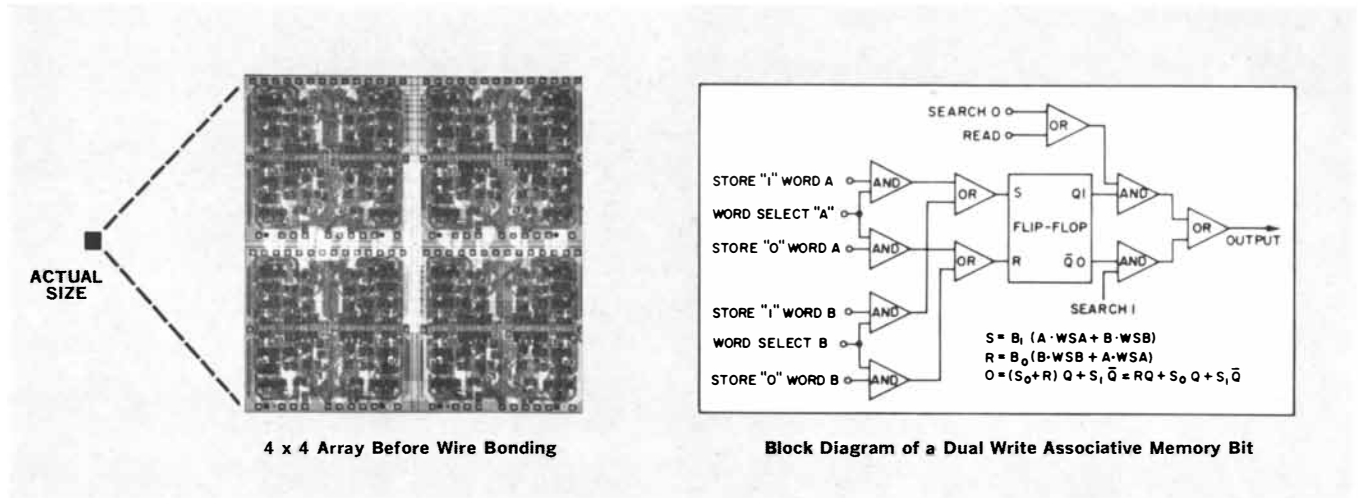 ACTUAL
SIZE
4 x 4 Array Before Wire Bonding
SEARCH 0
READ
OR
STORE "1" WORD A
AND
WORD SELECT "A"
STORE "0" WORD A
AND
OR
OR
S
Q1
FLIP-FLOP
R
Q̅ 0
AND
AND
OR
OUTPUT
SEARCH 1
STORE "1" WORD B
AND
WORD SELECT B
STORE "0" WORD B
AND
S = B₁ (A·WSA + B·WSB)
R = B₀(B·WSB + A·WSA)
O = (S₀+R) Q + S₁ Q̅ = RQ + S₀ Q + S₁ Q̅
Block Diagram of a Dual Write Associative Memory Bit